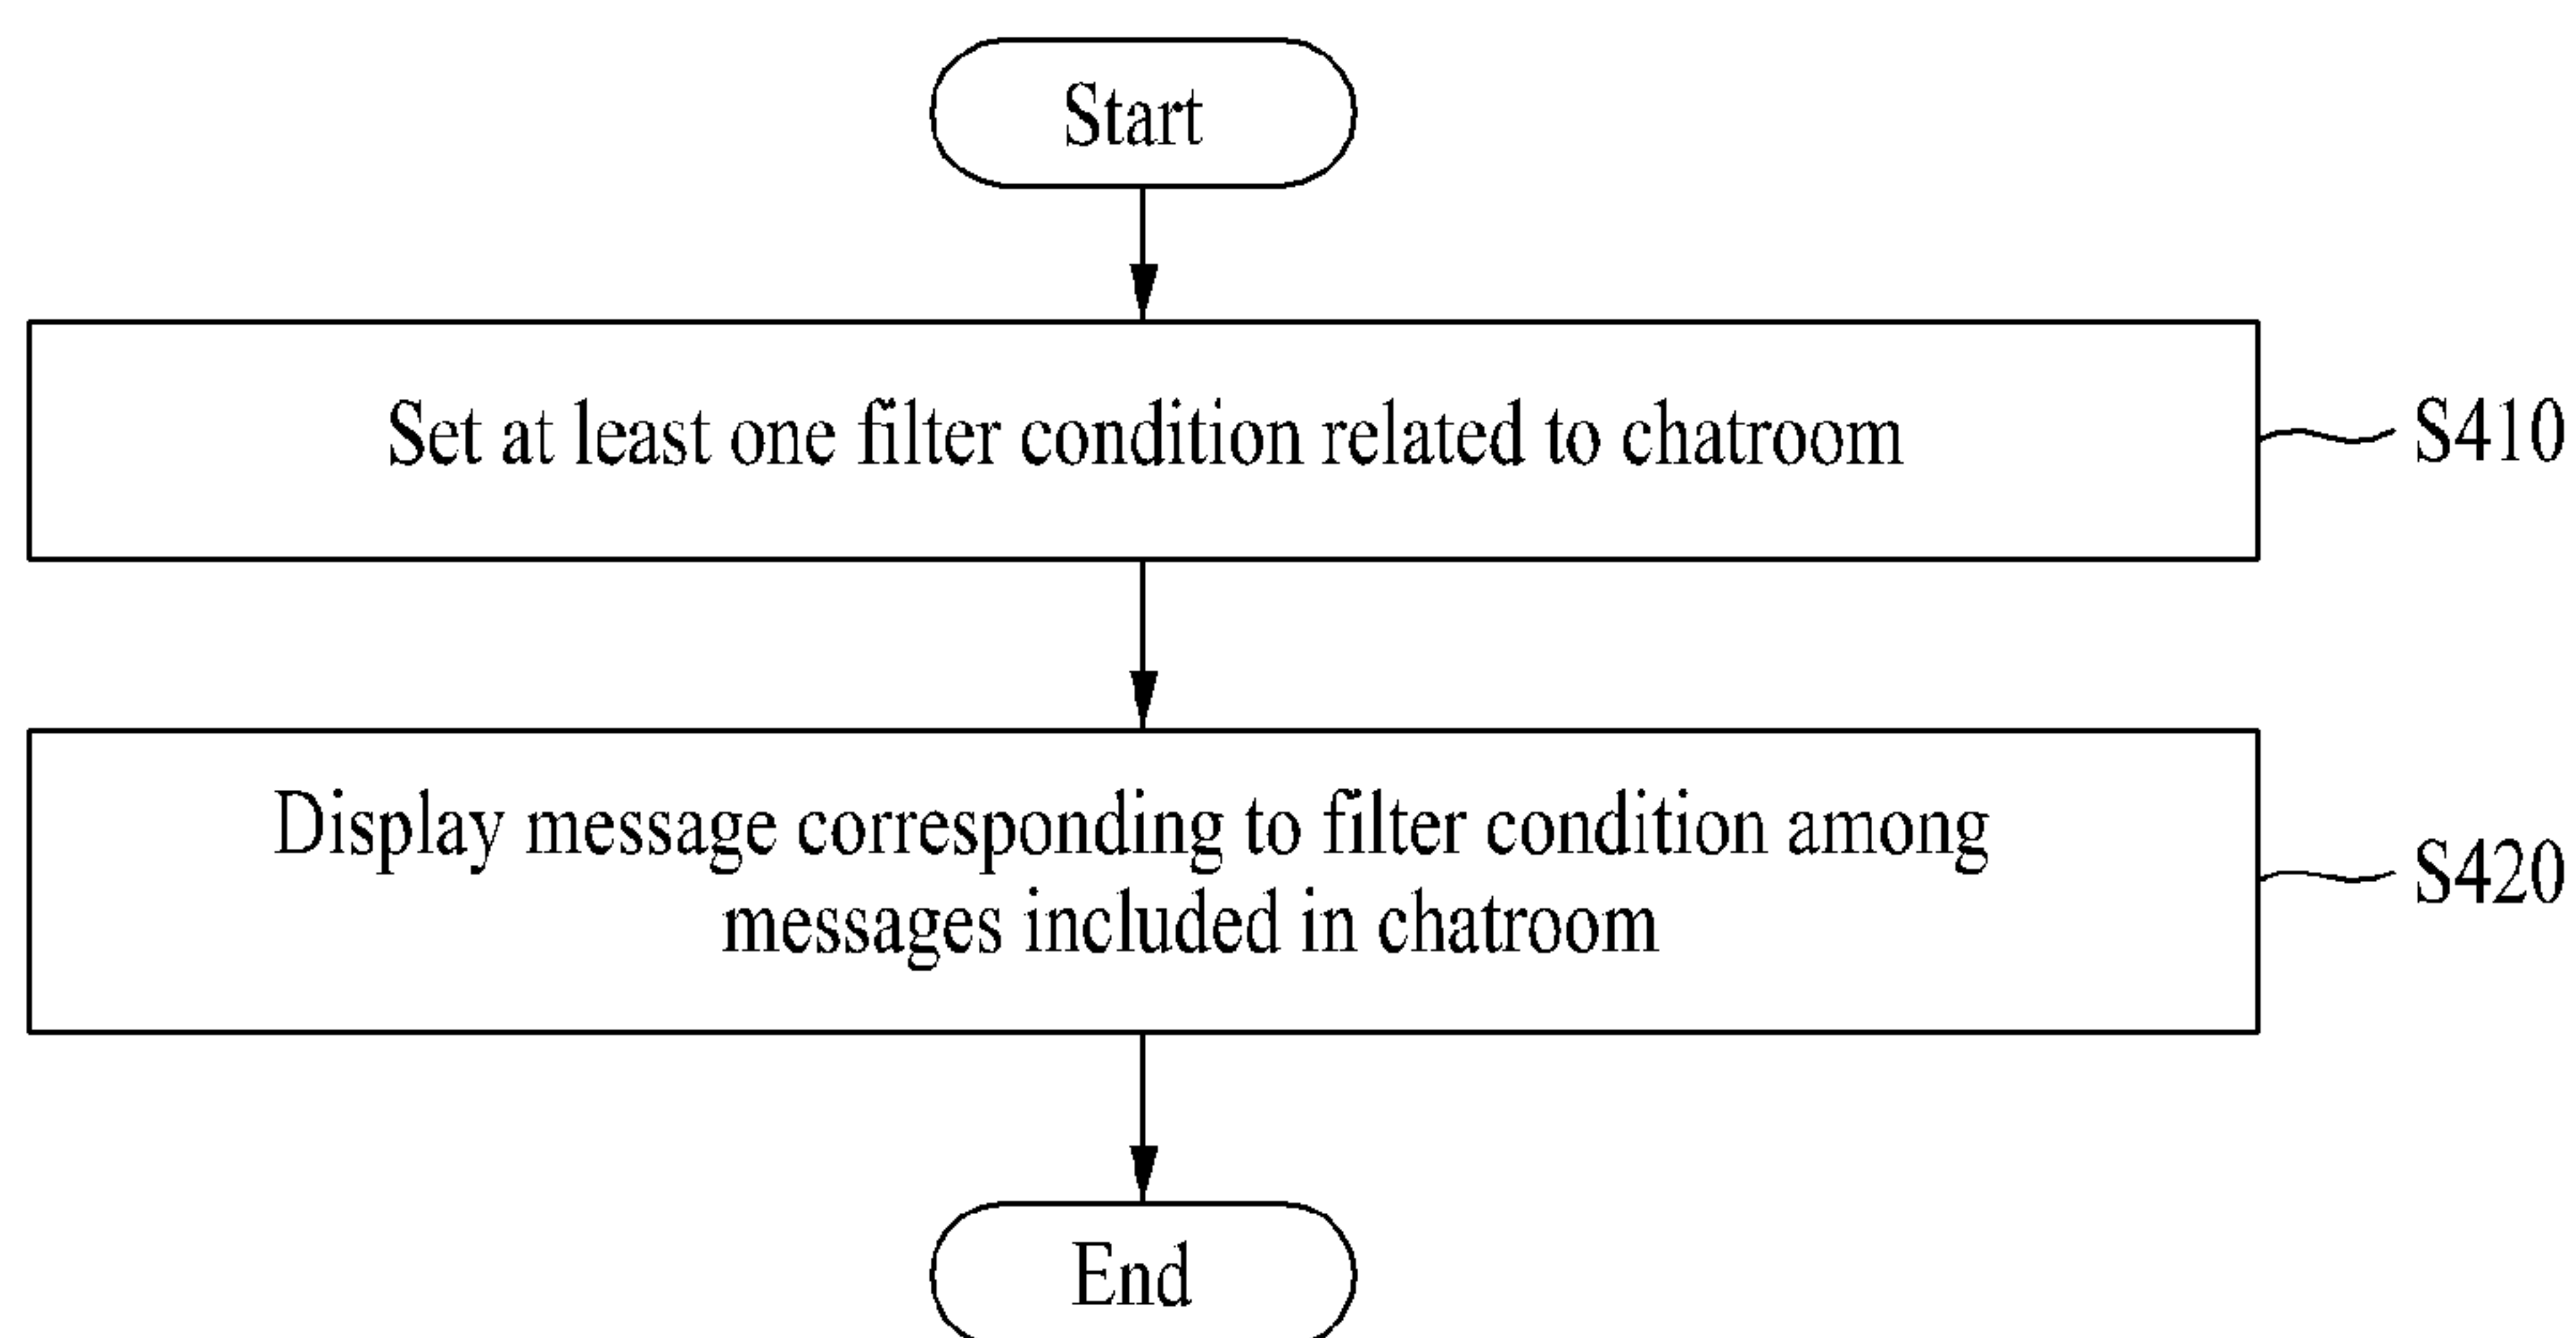 Start
Set at least one filter condition related to chatroom
S410
Display message corresponding to filter condition among
messages included in chatroom
S420
End